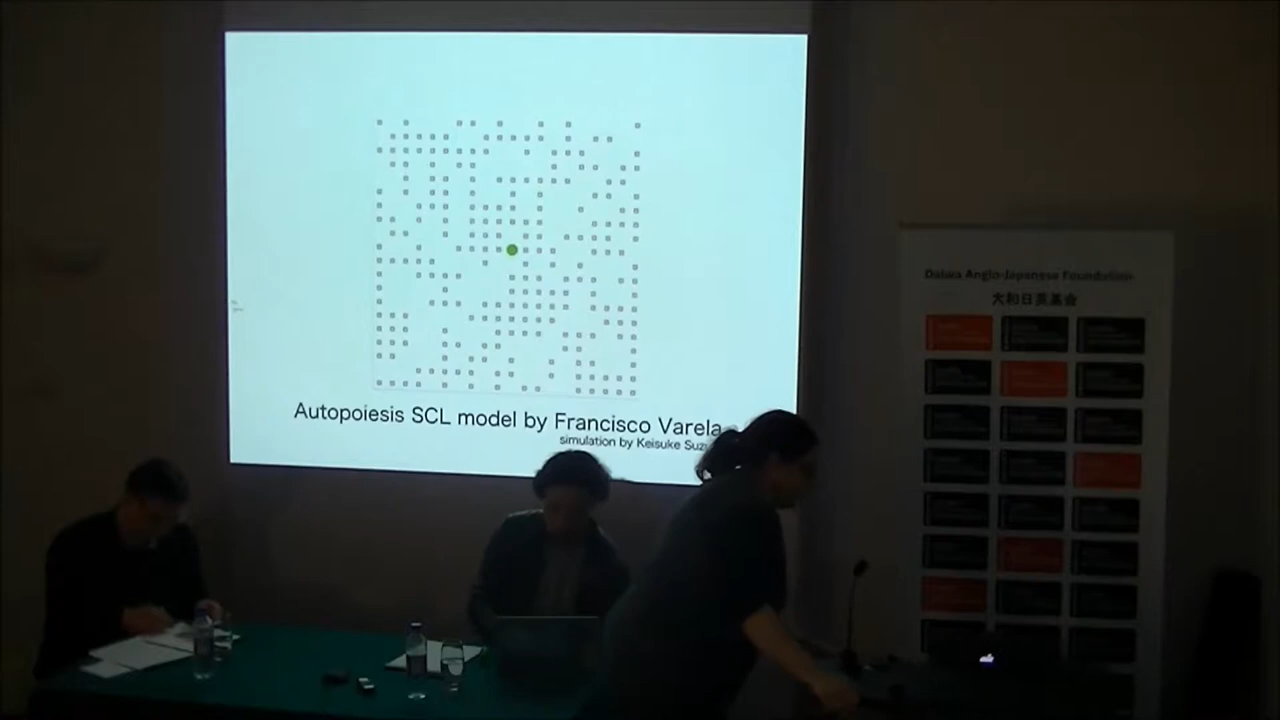 Autopoiesis SCL model by Francisco Varela
simulation by Keisuke
Daiwa Anglo-Japanese Foundation
大和日英基金